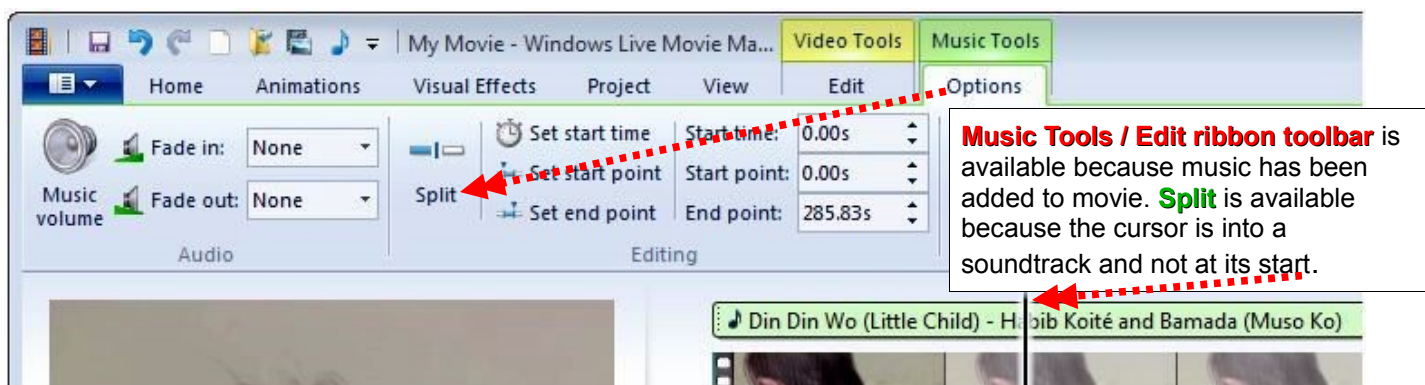 My Movie - Windows Live Movie Ma...
Video Tools
Music Tools
Home
Animations
Visual Effects
Project
View
Edit
Options
Music volume
Fade in:
None
Fade out:
None
Audio
Split
Set start time
Set start point
Set end point
Start time:
0.00s
Start point:
0.00s
End point:
285.83s
Editing
Music Tools / Edit ribbon toolbar is
available because music has been
added to movie. Split is available
because the cursor is into a
soundtrack and not at its start.
Din Din Wo (Little Child) - Habib Koité and Bamada (Muso Ko)